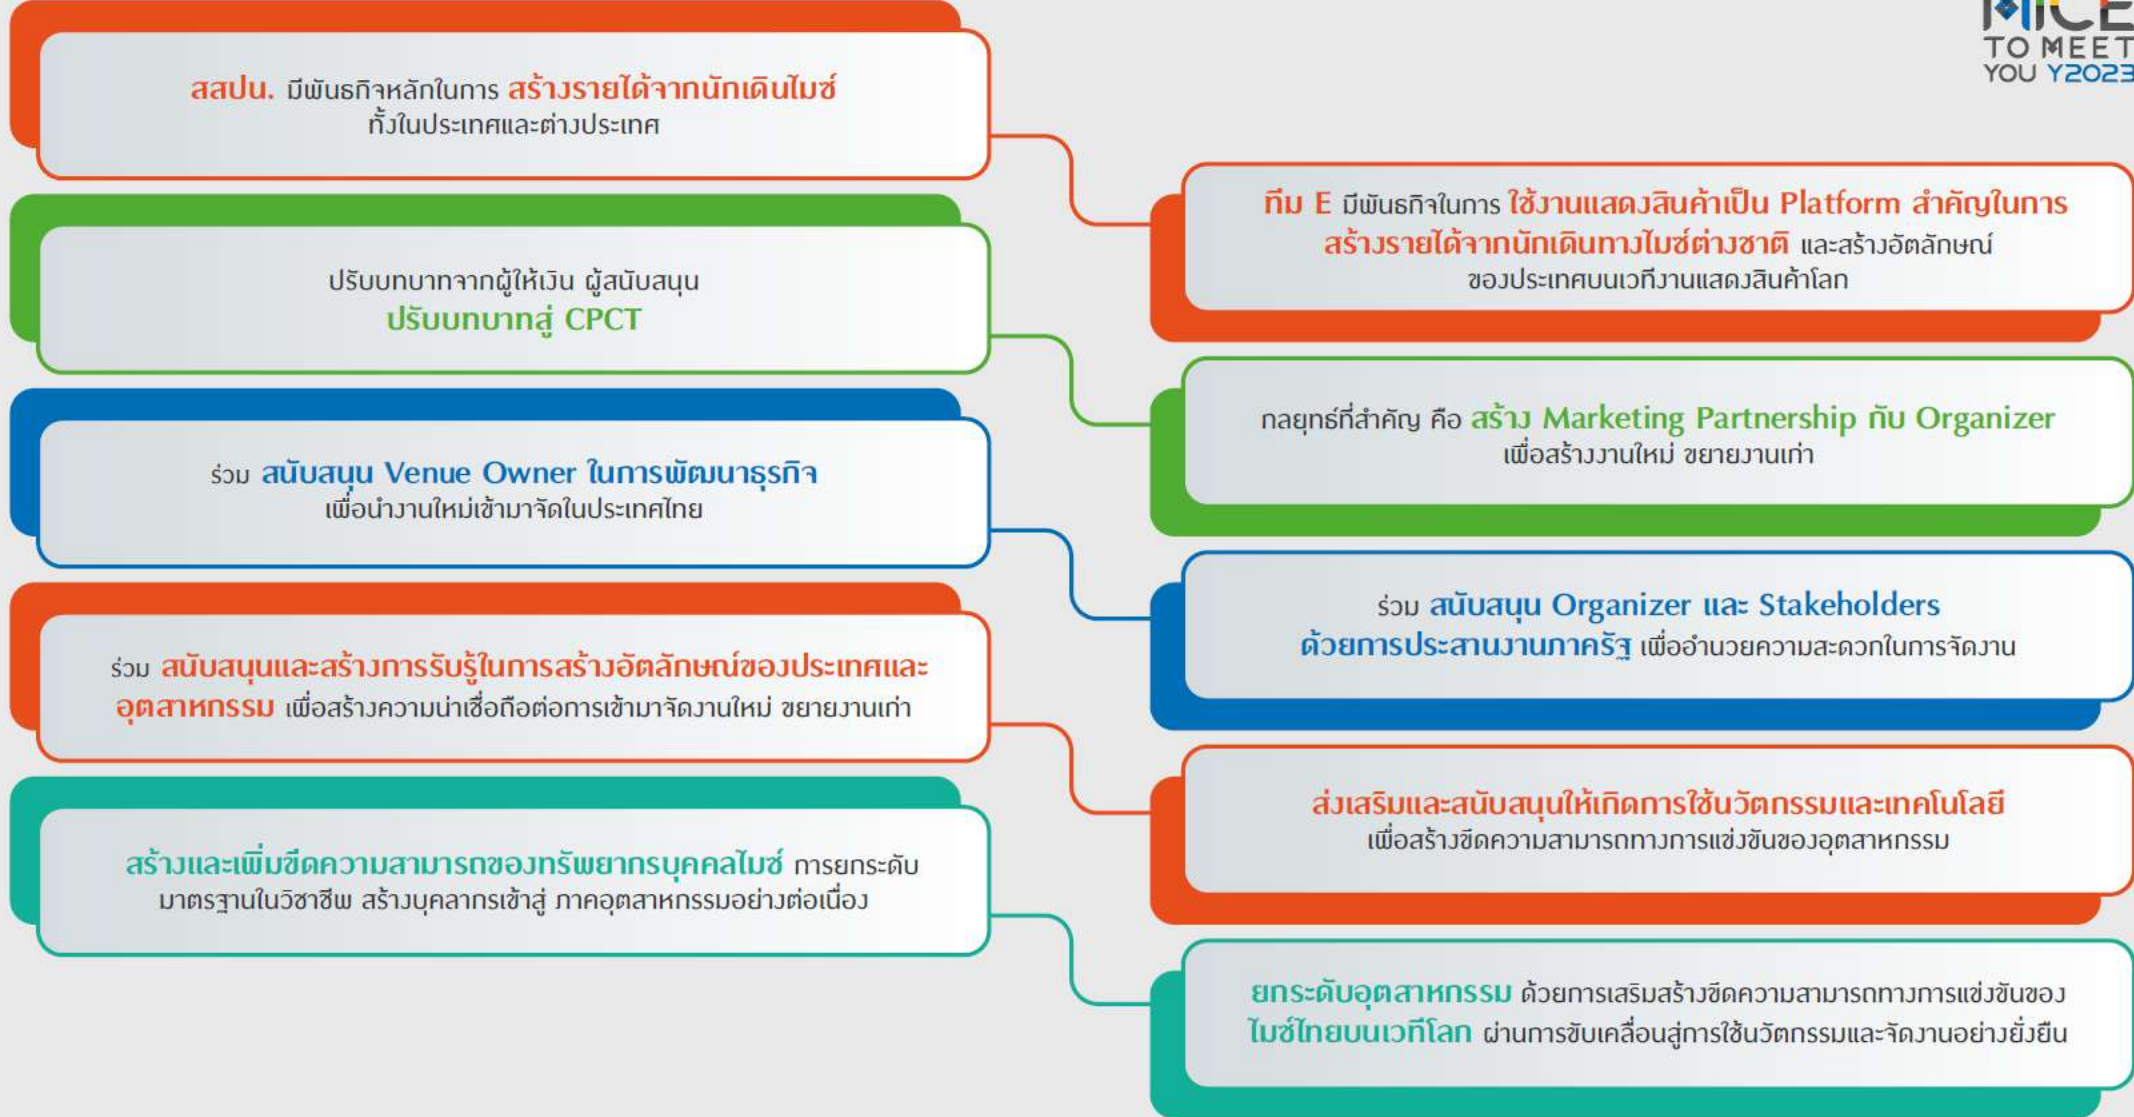 MICE
TO MEET
YOU Y2023
สสปน. มีพันธกิจหลักในการ สร้างรายได้จากนักเดินไมซ์
ทั้งในประเทศและต่างประเทศ
ทีม E มีพันธกิจในการ ใช้งานแสดงสินค้าเป็น Platform สำคัญในการ
สร้างรายได้จากนักเดินทางไมซ์ต่างชาติ และสร้างอัตลักษณ์
ของประเทศบนเวทีงานแสดงสินค้าโลก
ปรับบทบาทจากผู้ให้เงิน ผู้สนับสนุน
ปรับบทบาทสู่ CPCT
กลยุทธ์ที่สำคัญ คือ สร้าง Marketing Partnership กับ Organizer
เพื่อสร้างงานใหม่ ขยายงานเก่า
ร่วม สนับสนุน Venue Owner ในการพัฒนาธุรกิจ
เพื่อนำงานใหม่เข้ามาจัดในประเทศไทย
ร่วม สนับสนุน Organizer และ Stakeholders
ด้วยการประสานงานภาครัฐ เพื่ออำนวยความสะดวกในการจัดงาน
ร่วม สนับสนุนและสร้างการรับรู้ในการสร้างอัตลักษณ์ของประเทศและ
อุตสาหกรรม เพื่อสร้างความน่าเชื่อถือต่อการเข้ามาจัดงานใหม่ ขยายงานเก่า
ส่งเสริมและสนับสนุนให้เกิดการใช้นวัตกรรมและเทคโนโลยี
เพื่อสร้างขีดความสามารถทางการแข่งขันของอุตสาหกรรม
สร้างและเพิ่มขีดความสามารถของทรัพยากรบุคคลไมซ์ การยกระดับ
มาตรฐานในวิชาชีพ สร้างบุคลากรเข้าสู่ ภาคอุตสาหกรรมอย่างต่อเนื่อง
ยกระดับอุตสาหกรรม ด้วยการเสริมสร้างขีดความสามารถทางการแข่งขันของ
ไมซ์ไทยบนเวทีโลก ผ่านการขับเคลื่อนสู่การใช้นวัตกรรมและจัดงานอย่างยั่งยืน